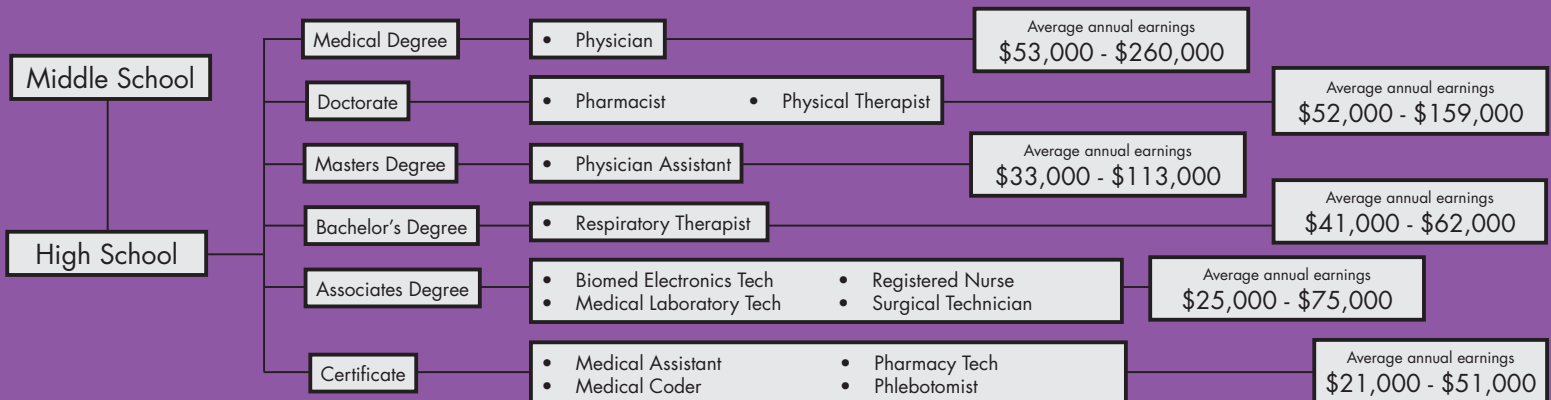 Middle School
High School
Medical Degree
• Physician
Average annual earnings
$53,000 - $260,000
Doctorate
• Pharmacist • Physical Therapist
Average annual earnings
$52,000 - $159,000
Masters Degree
• Physician Assistant
Average annual earnings
$33,000 - $113,000
Bachelor's Degree
• Respiratory Therapist
Average annual earnings
$41,000 - $62,000
Associates Degree
• Biomed Electronics Tech • Registered Nurse
• Medical Laboratory Tech • Surgical Technician
Average annual earnings
$25,000 - $75,000
Certificate
• Medical Assistant • Pharmacy Tech
• Medical Coder • Phlebotomist
Average annual earnings
$21,000 - $51,000